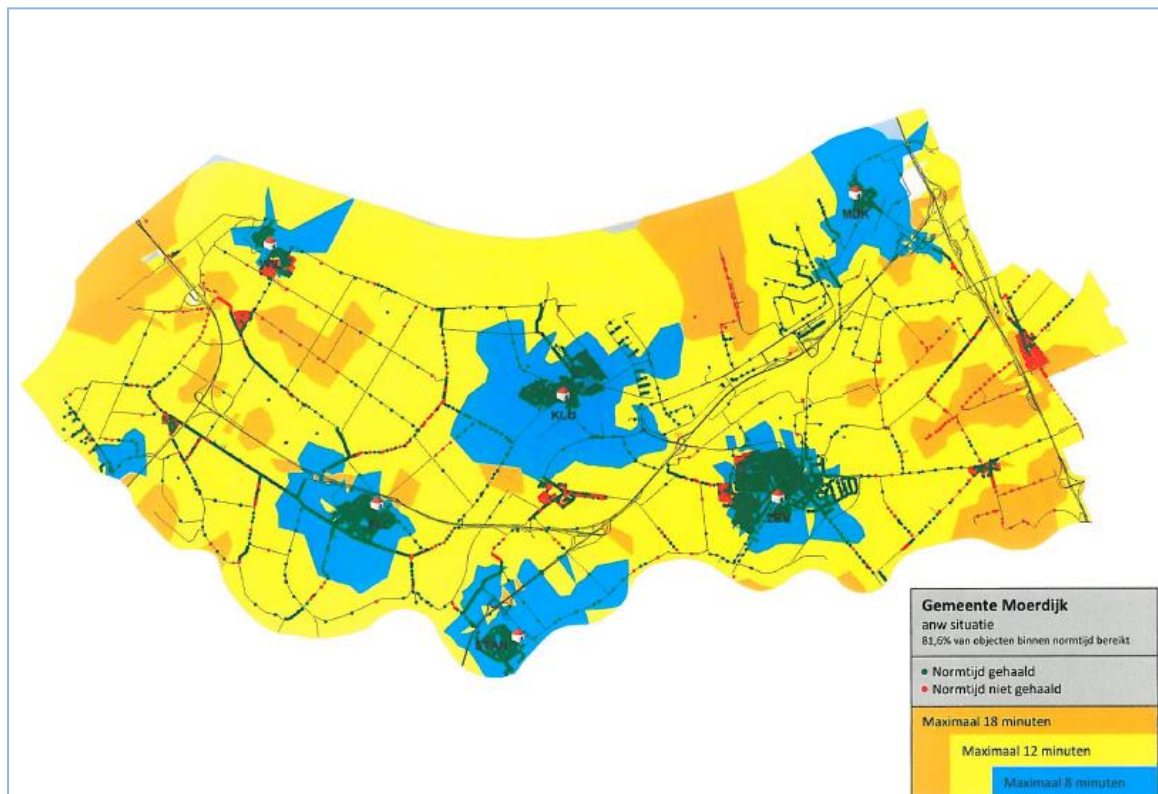 MDK
KLU
Gemeente Moerdijk
anw situatie
81,6% van objecten binnen normtijd bereikt
Normtijd gehaald
Normtijd niet gehaald
Maximaal 18 minuten
Maximaal 12 minuten
Maximaal 8 minuten